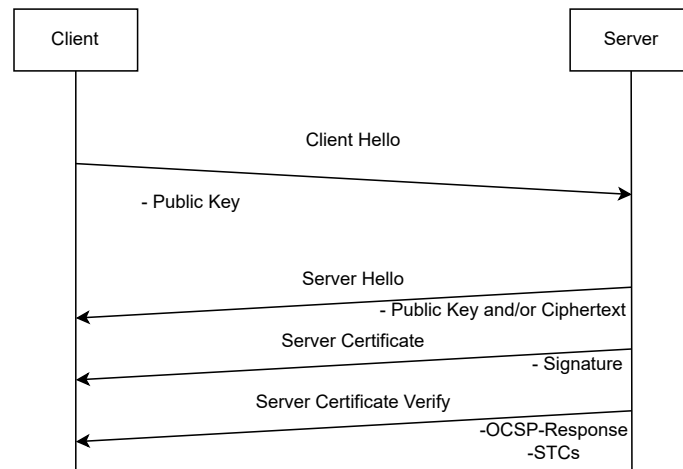 Client
Server
Client Hello
- Public Key
Server Hello
- Public Key and/or Ciphertext
Server Certificate
- Signature
Server Certificate Verify
-OCSP-Response
-STCs